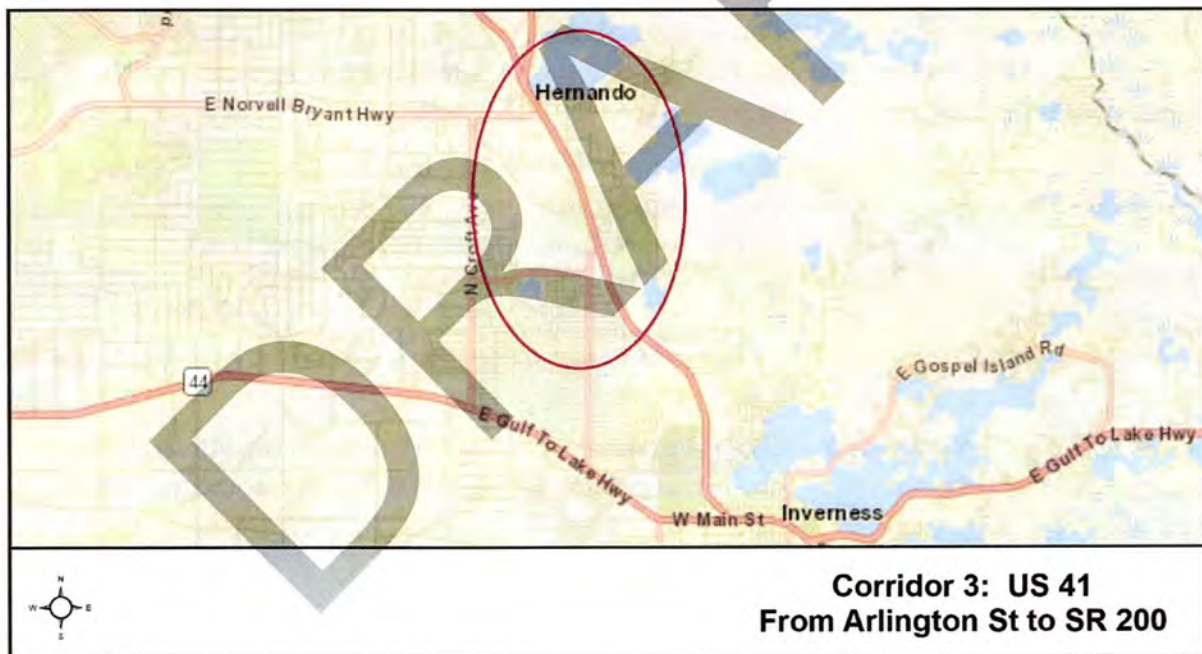 Hernando
E Norvell Bryant Hwy
N Croft Ave
44
E Gospel Island Rd
E Gulf To Lake Hwy
E Gulf To Lake Hwy
W Main St
Inverness
DRAF
N
W E
S
Corridor 3: US 41
From Arlington St to SR 200